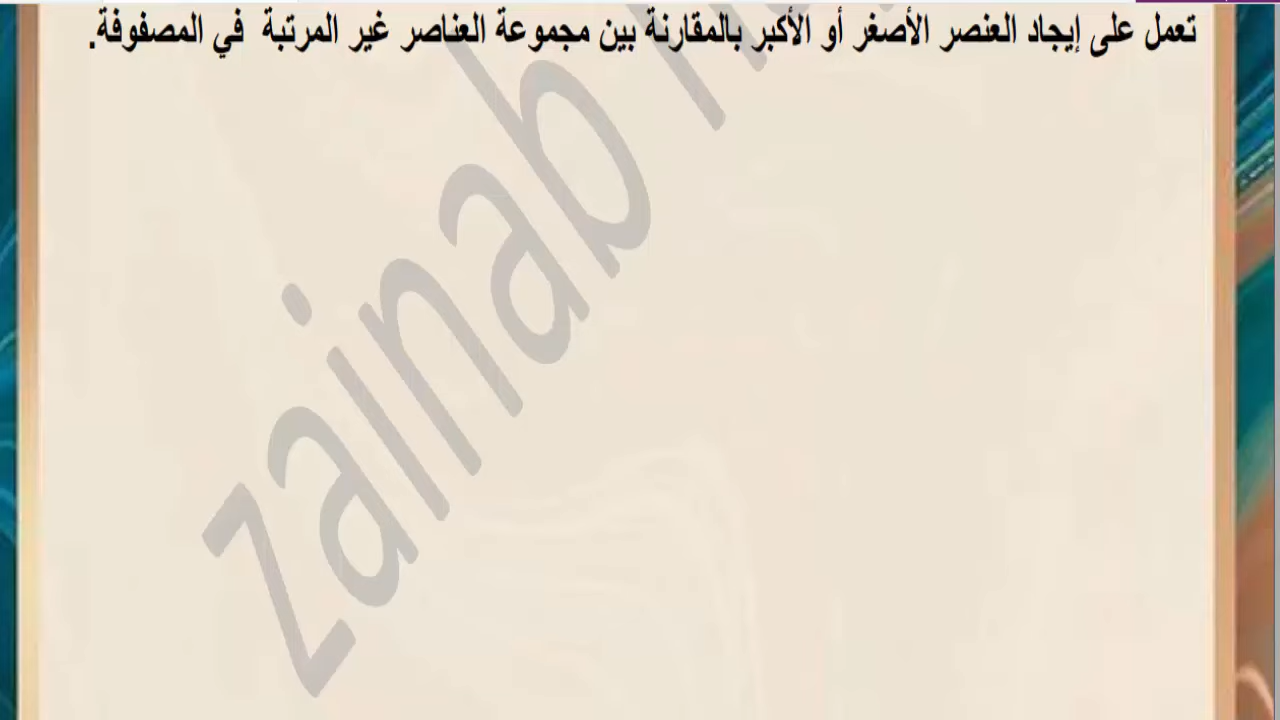 تعمل على إيجاد العنصر الأصغر أو الأكبر بالمقارنة بين مجموعة العناصر غير المرتبة في المصفوفة.
zainab